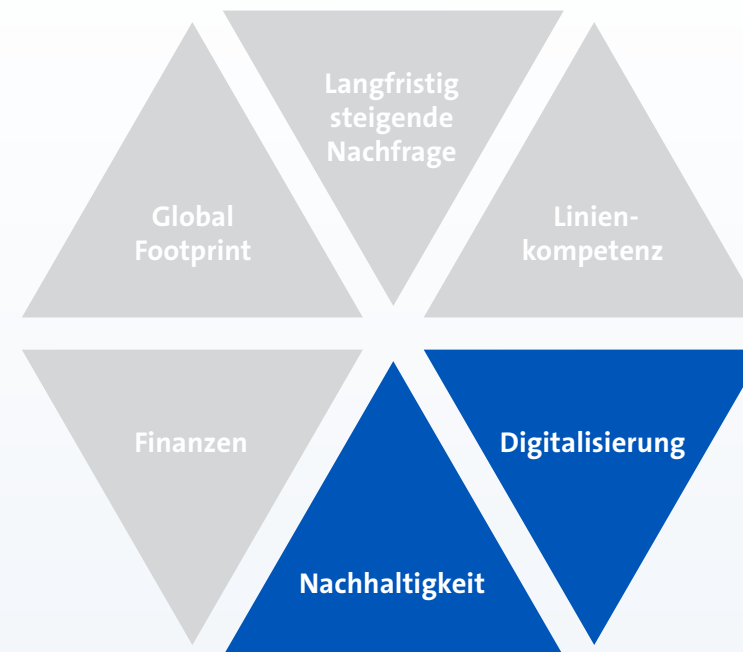 Langfristig
steigende
Nachfrage
Global
Footprint
Linien-
kompetenz
Finanzen
Digitalisierung
Nachhaltigkeit